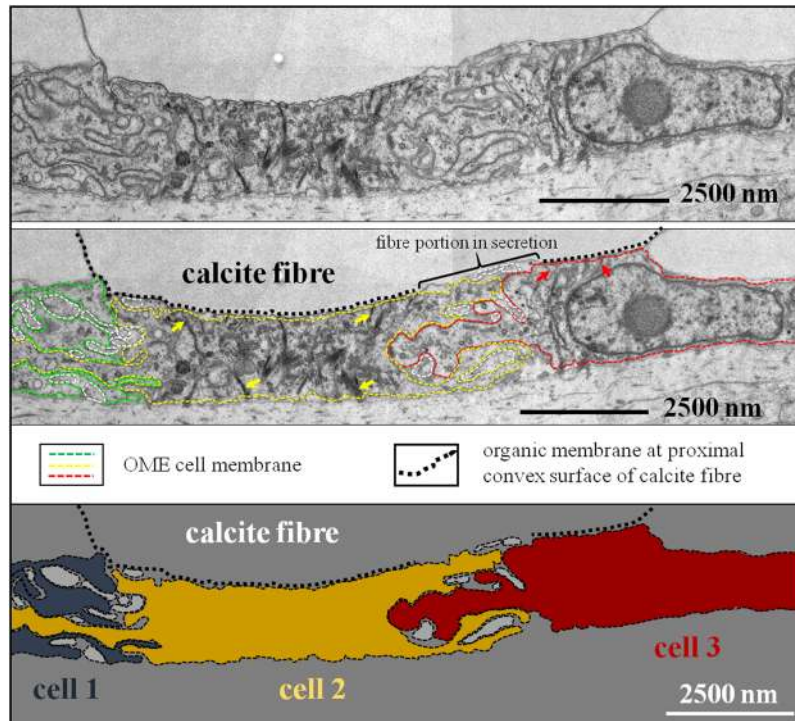 2500 nm
fibre portion in secretion
calcite fibre
2500 nm
OME cell membrane
organic membrane at proximal
convex surface of calcite fibre
calcite fibre
cell 1
cell 2
cell 3
2500 nm